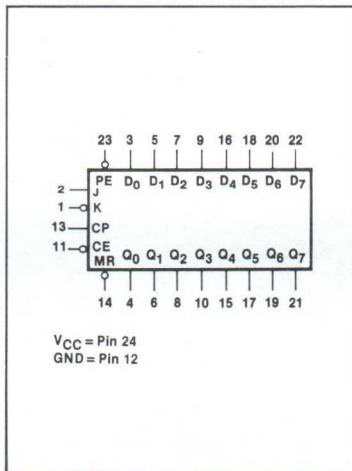 23 3 5 7 9 16 18 20 22
PE D0 D1 D2 D3 D4 D5 D6 D7
2 J
1 K
13 CP
11 CE
MR Q0 Q1 Q2 Q3 Q4 Q5 Q6 Q7
14 4 6 8 10 15 17 19 21
VCC = Pin 24
GND = Pin 12